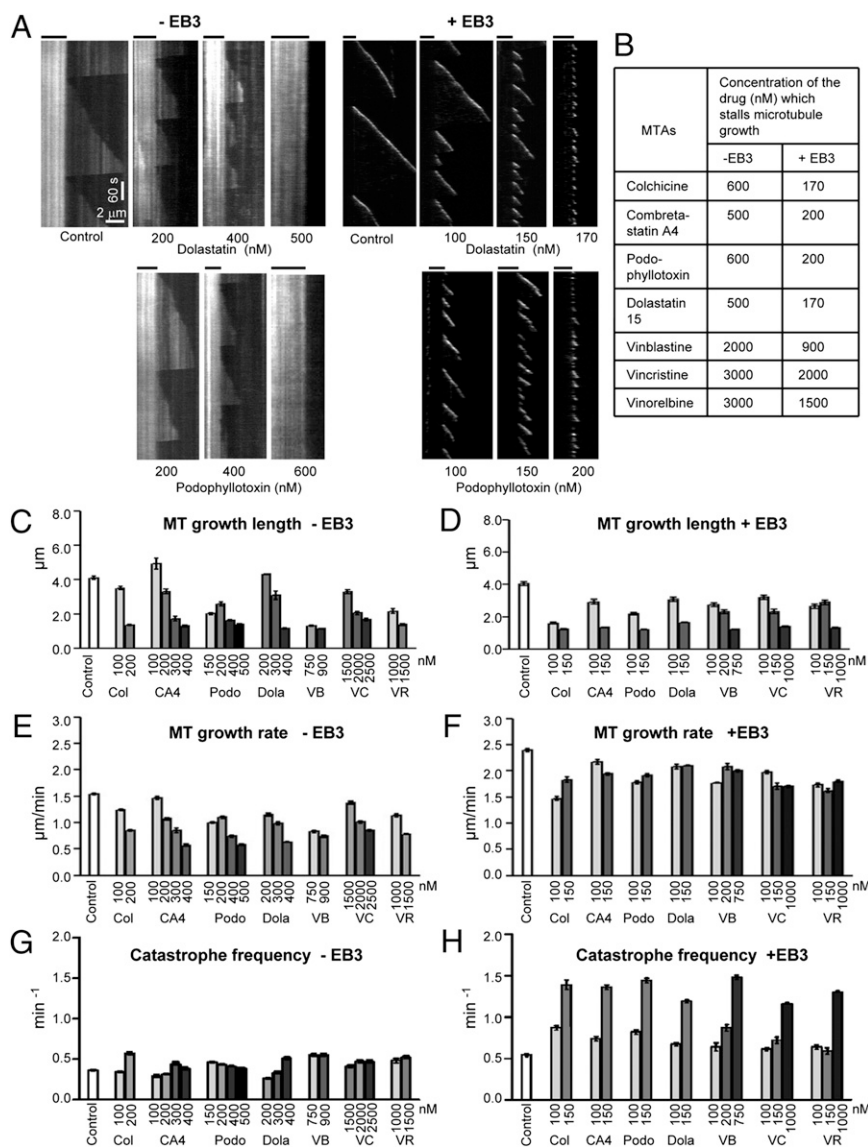 A
- EB3
+ EB3
60 s
2 μm
Control
200
400
500
Dolastatin (nM)
Control
100
150
170
Dolastatin (nM)
200
400
600
Podophyllotoxin (nM)
100
150
200
Podophyllotoxin (nM)
B
MTAs
Concentration of the
drug (nM) which
stalls microtubule
growth
-EB3
+ EB3
Colchicine
600
170
Combreta-
statin A4
500
200
Podo-
phyllotoxin
600
200
Dolastatin
15
500
170
Vinblastine
2000
900
Vincristine
3000
2000
Vinorelbine
3000
1500
C
MT growth length - EB3
μm
8.0
6.0
4.0
2.0
0.0
Control
100 200
100 200 300 400
150 200 400 500
200 300 400
750 900
1500 2000 2500
1000 1500
nM
Col CA4 Podo Dola VB VC VR
D
MT growth length + EB3
μm
8.0
6.0
4.0
2.0
0.0
Control
100 150
100 150
100 150
100 150
100 200 750
100 150 1000
100 150 1000
nM
Col CA4 Podo Dola VB VC VR
E
MT growth rate - EB3
μm/min
3.0
2.5
2.0
1.5
1.0
0.5
0.0
Control
100 200
100 200 300 400
150 200 400 500
200 300 400
750 900
1500 2000 2500
1000 1500
nM
Col CA4 Podo Dola VB VC VR
F
MT growth rate +EB3
μm/min
3.0
2.5
2.0
1.5
1.0
0.5
0.0
Control
100 150
100 150
100 150
100 150
100 200 750
100 150 1000
100 150 1000
nM
Col CA4 Podo Dola VB VC VR
G
Catastrophe frequency - EB3
min -1
2.0
1.5
1.0
0.5
0.0
Control
100 200
100 200 300 400
150 200 400 500
200 300 400
750 900
1500 2000 2500
1000 1500
nM
Col CA4 Podo Dola VB VC VR
H
Catastrophe frequency +EB3
min -1
2.0
1.5
1.0
0.5
0.0
Control
100 150
100 150
100 150
100 150
100 200 750
100 150 1000
100 150 1000
nM
Col CA4 Podo Dola VB VC VR